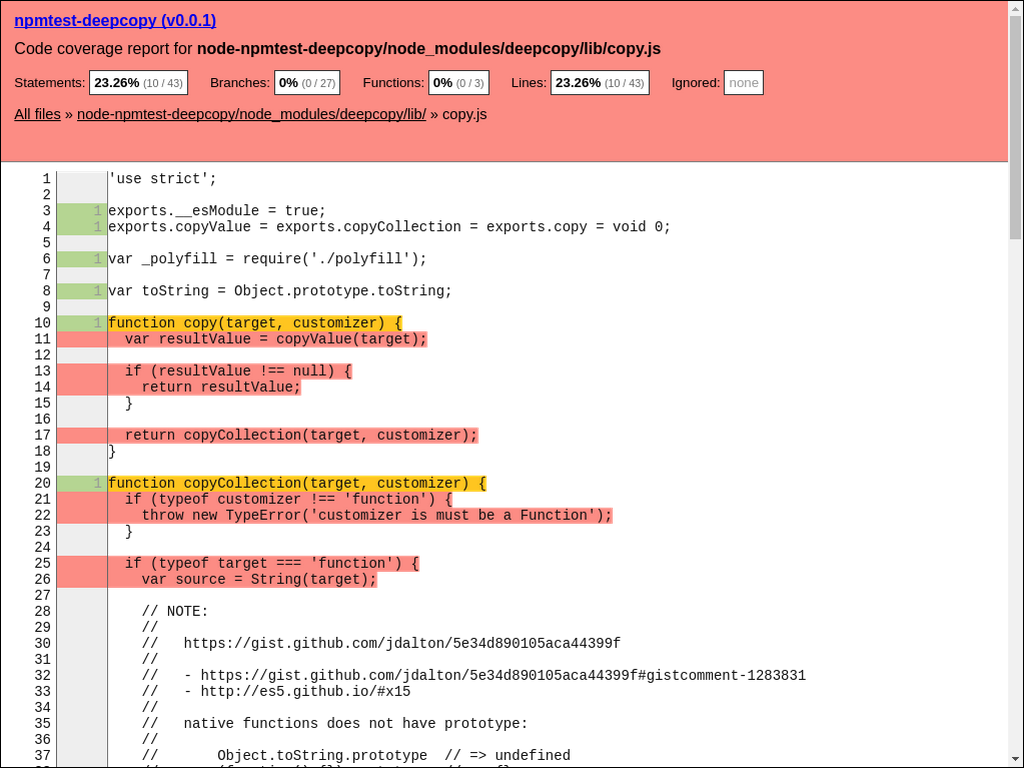 npmtest-deepcopy (v0.0.1)
Code coverage report for node-npmtest-deepcopy/node_modules/deepcopy/lib/copy.js
Statements: 23.26% (10 / 43) Branches: 0% (0 / 27) Functions: 0% (0 / 3) Lines: 23.26% (10 / 43) Ignored: none
All files » node-npmtest-deepcopy/node_modules/deepcopy/lib/ » copy.js
1 'use strict';
2
3 1 exports.__esModule = true;
4 1 exports.copyValue = exports.copyCollection = exports.copy = void 0;
5
6 1 var _polyfill = require('./polyfill');
7
8 1 var toString = Object.prototype.toString;
9
10 1 function copy(target, customizer) {
11   var resultValue = copyValue(target);
12
13   if (resultValue !== null) {
14     return resultValue;
15   }
16
17   return copyCollection(target, customizer);
18 }
19
20 1 function copyCollection(target, customizer) {
21   if (typeof customizer !== 'function') {
22     throw new TypeError('customizer is must be a Function');
23   }
24
25   if (typeof target === 'function') {
26     var source = String(target);
27
28     // NOTE:
29     //
30     //   https://gist.github.com/jdalton/5e34d890105aca44399f
31     //
32     //   - https://gist.github.com/jdalton/5e34d890105aca44399f#gistcomment-1283831
33     //   - http://es5.github.io/#x15
34     //
35     //   native functions does not have prototype:
36     //
37     //       Object.toString.prototype  // => undefined